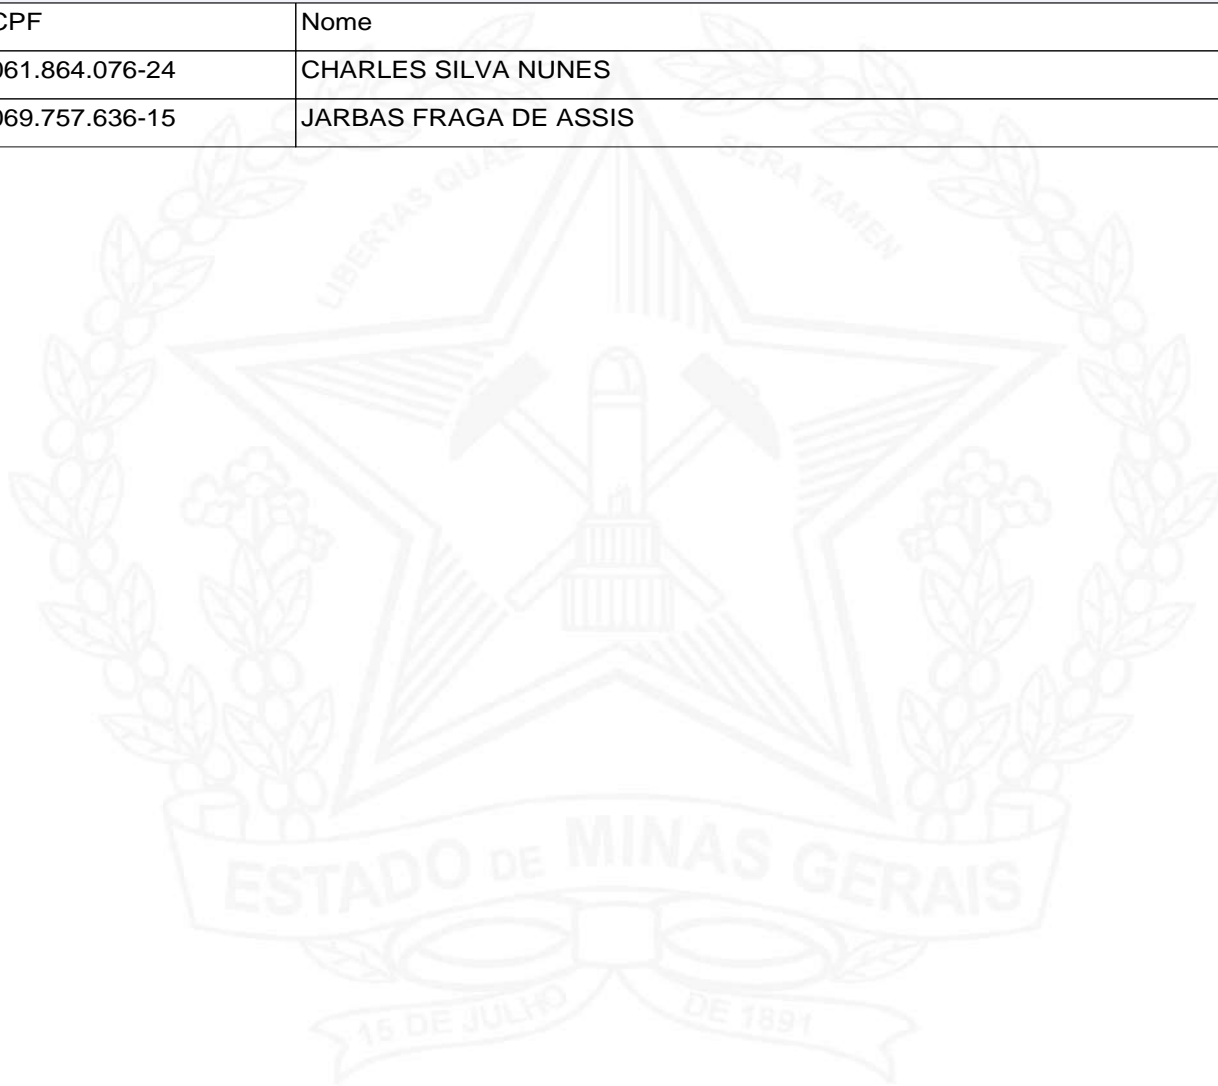 CPF Nome
061.864.076-24 CHARLES SILVA NUNES
069.757.636-15 JARBAS FRAGA DE ASSIS
LIBERTAS QUAE SERA TAMEN
ESTADO DE MINAS GERAIS
15 DE JULHO DE 1891